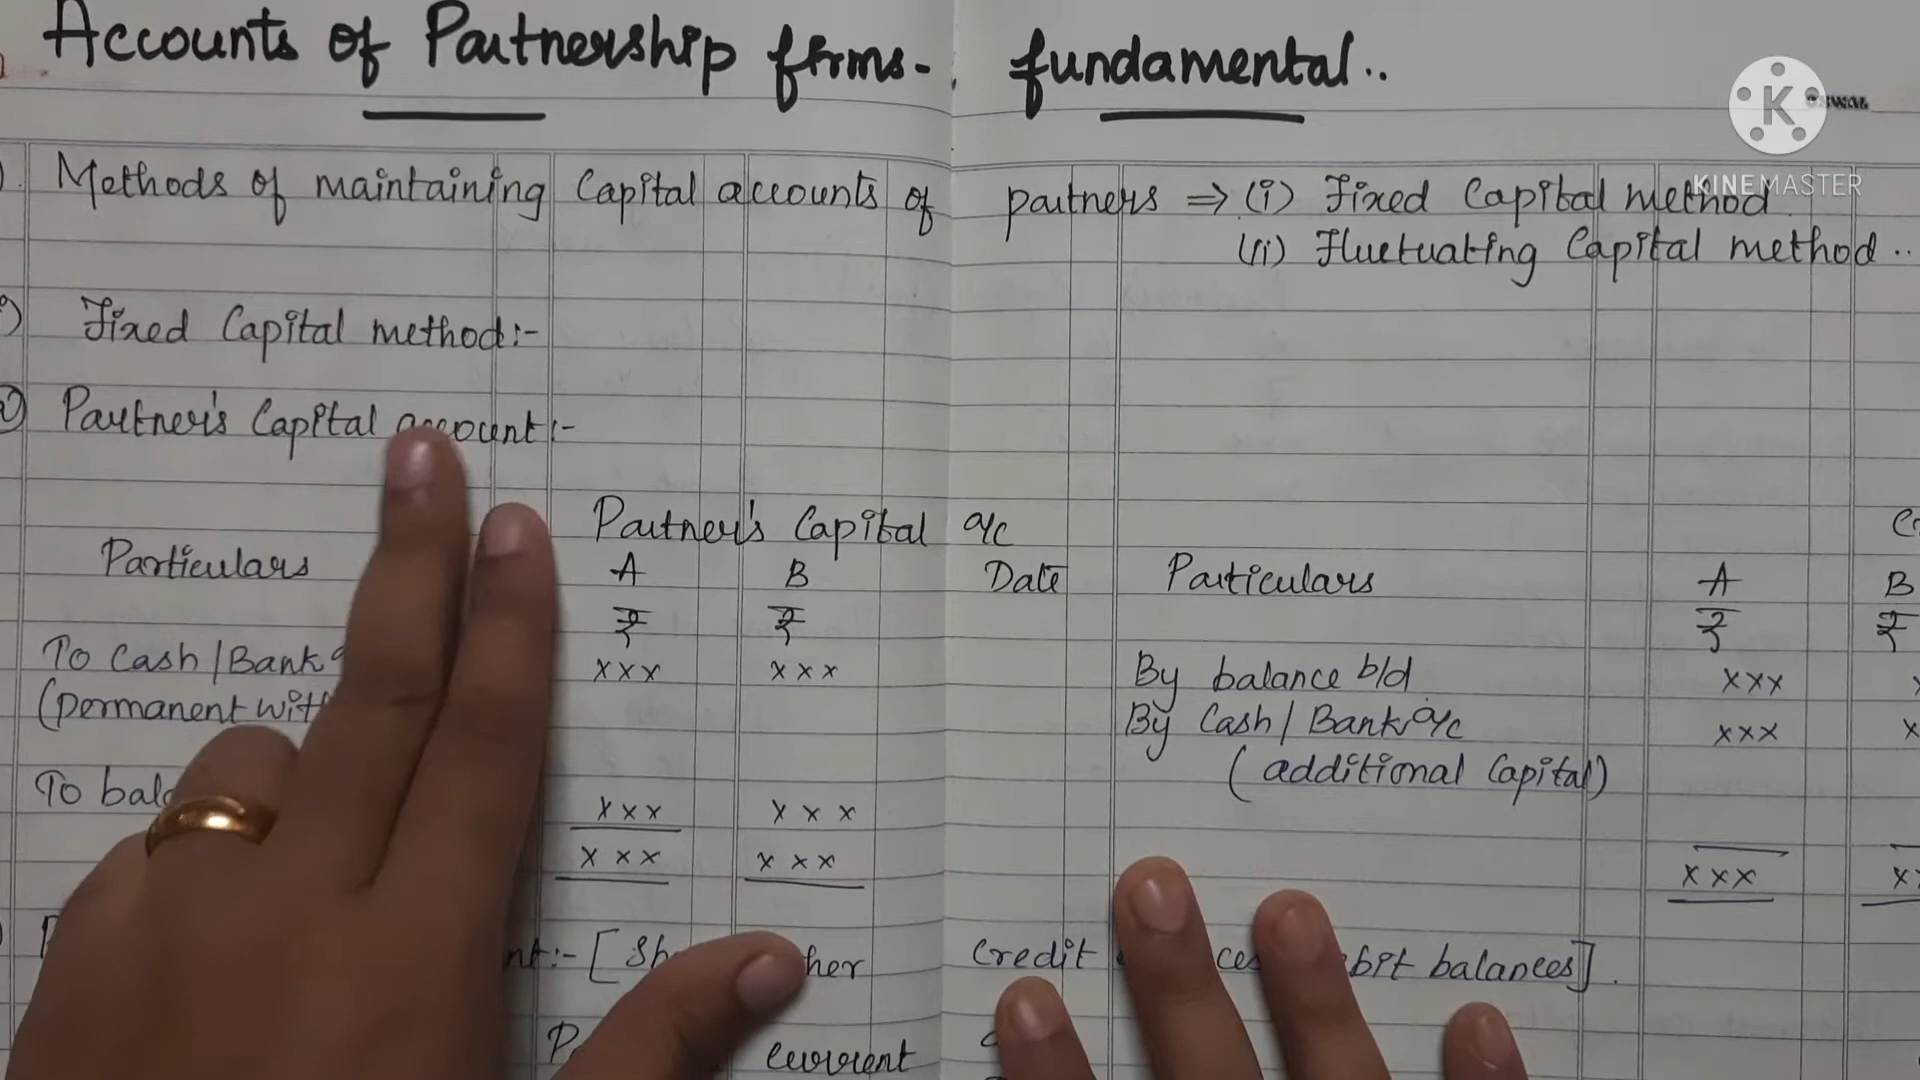 Accounts of Partnership firms - fundamental..
OSWAL
KINEMASTER
Methods of maintaining Capital accounts of partners ⇒ (i) Fixed Capital method
(ii) Fluctuating Capital method..
Fixed Capital method:-
Partner's Capital account:-
Partner's Capital a/c
Particulars A B Date Particulars A B
₹ ₹ ₹ ₹
To Cash/Bank xxx xxx By balance b/d xxx
(permanent By Cash/Bank a/c xxx
(additional Capital)
To xxx xxx
xxx xxx xxx
:- [ Credit balances]
current